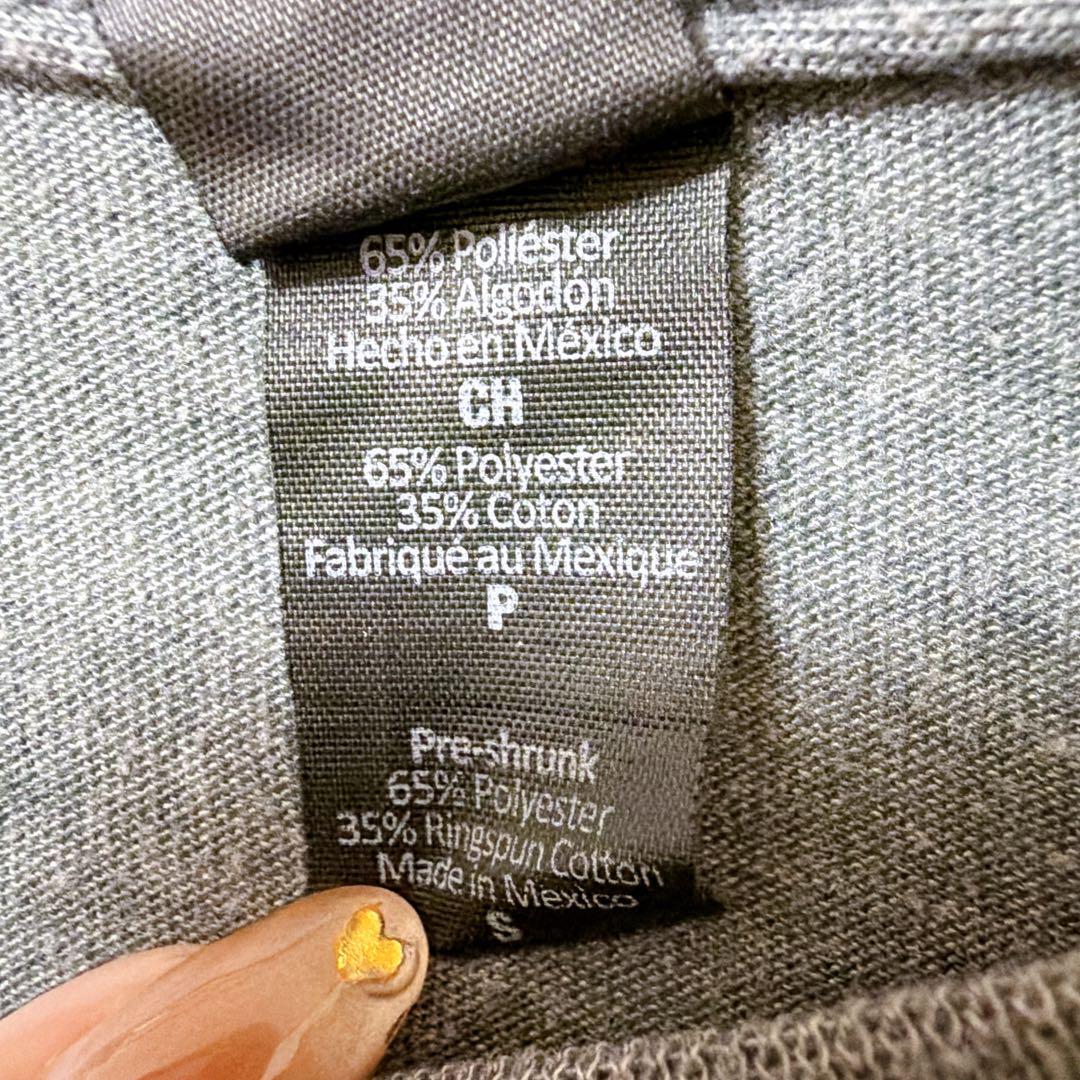 65% Poliéster
35% Algodón
Hecho en México
CH
65% Polyester
35% Coton
Fabriqué au Mexique
P
Pre-shrunk
65% Polyester
35% Ringspun Cotton
Made in Mexico
S